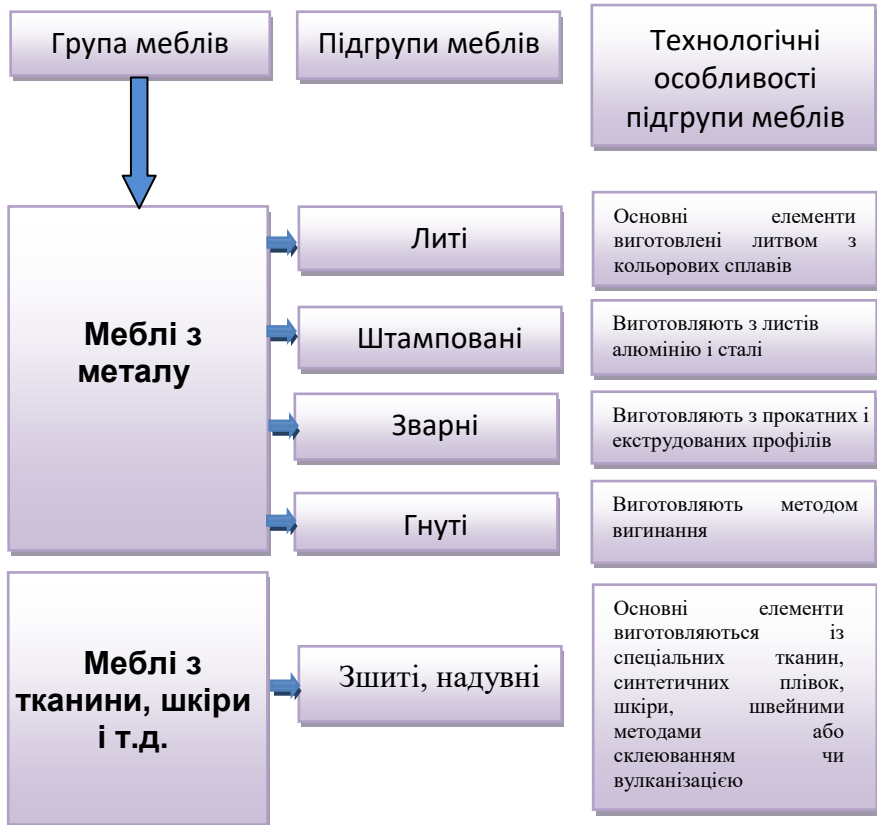 Група меблів
Підгрупи меблів
Технологічні
особливості
підгрупи меблів
Меблі з
металу
Литі
Основні елементи
виготовлені литвом з
кольорових сплавів
Штамповані
Виготовляють з листів
алюмінію і сталі
Зварні
Виготовляють з прокатних і
екструдованих профілів
Гнуті
Виготовляють методом
вигинання
Меблі з
тканини, шкіри
і т.д.
Зшиті, надувні
Основні елементи
виготовляються із
спеціальних тканин,
синтетичних плівок,
шкіри, швейними
методами або
склеюванням чи
вулканізацією